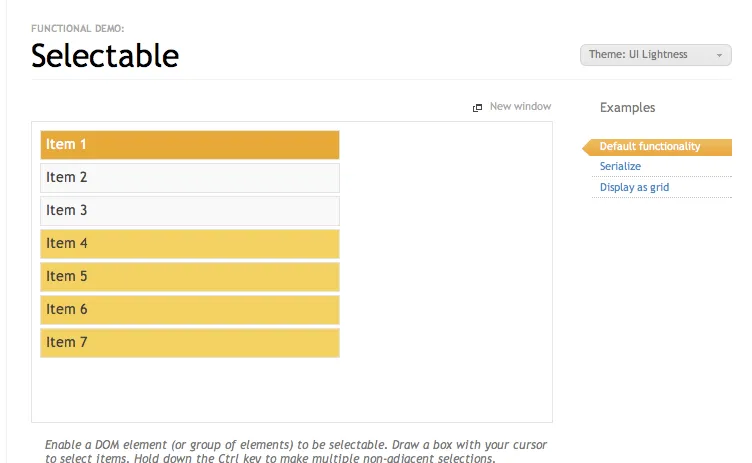 FUNCTIONAL DEMO:
Selectable
Theme: UI Lightness
New window
Examples
Item 1
Item 2
Item 3
Item 4
Item 5
Item 6
Item 7
Default functionality
Serialize
Display as grid
Enable a DOM element (or group of elements) to be selectable. Draw a box with your cursor
to select items. Hold down the Ctrl key to make multiple non-adjacent selections.